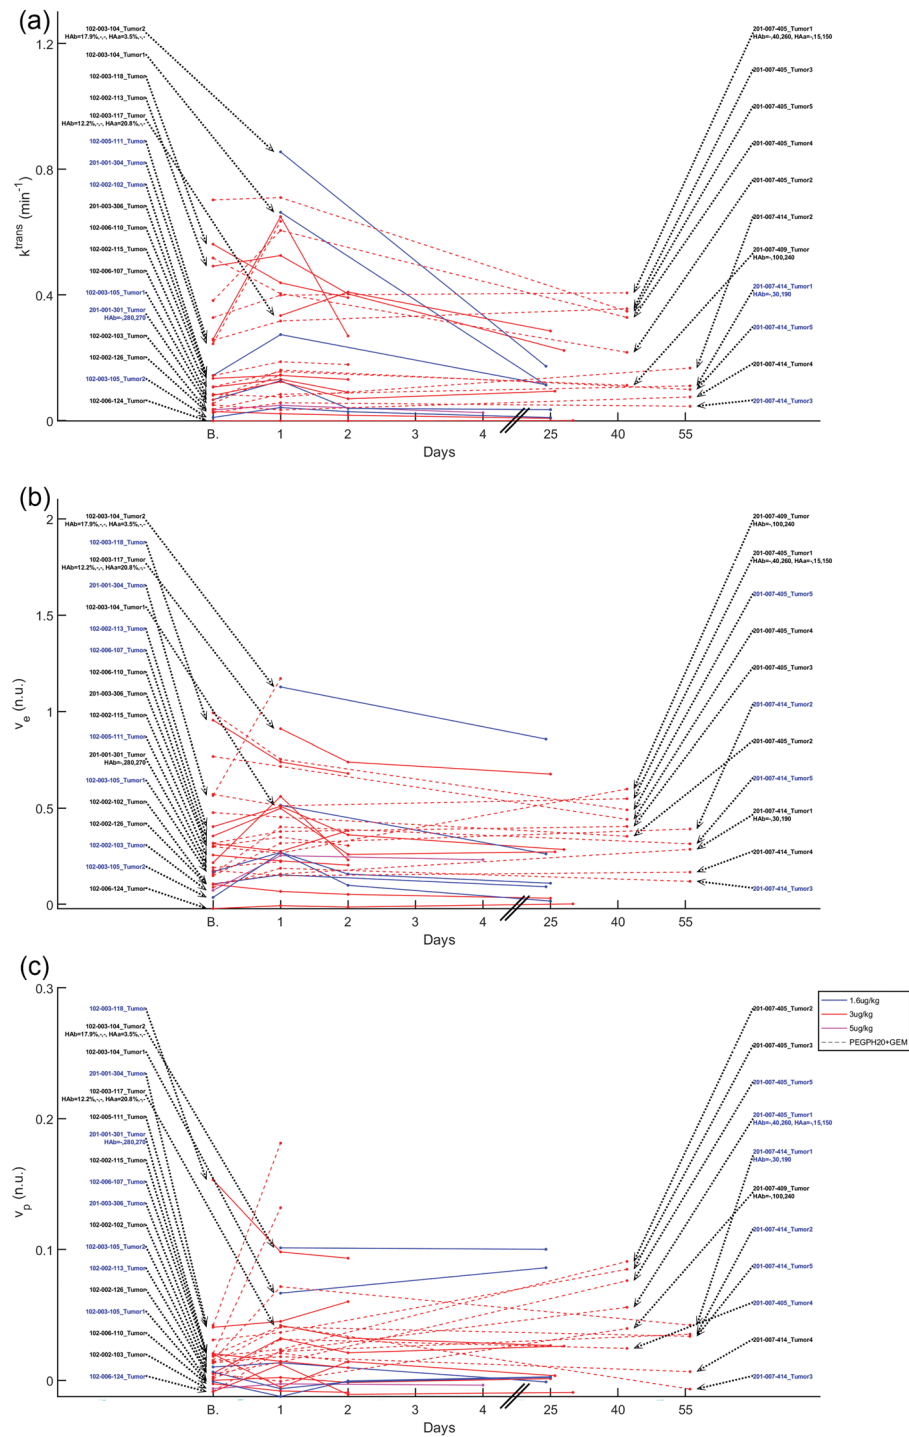 (a)
102-003-104_Tumor2
HAb=17.9%,-,-, HAa=3.5%,-,-
102-003-104_Tumor1
102-003-118_Tumor
102-002-113_Tumor
102-003-117_Tumor
HAb=12.2%,-,-, HAa=20.8%,-,-
102-005-111_Tumor
201-001-304_Tumor
102-002-102_Tumor
201-003-306_Tumor
102-006-110_Tumor
102-002-115_Tumor
102-006-107_Tumor
102-003-105_Tumor1
201-001-301_Tumor
HAb=-,280,270
102-002-103_Tumor
102-002-126_Tumor
102-003-105_Tumor2
102-006-124_Tumor
1.2
0.8
0.4
0
k^trans (min^-1)
B. 1 2 3 4 25 40 55
Days
201-007-405_Tumor1
HAb=-,40,260, HAa=-,15,150
201-007-405_Tumor3
201-007-405_Tumor5
201-007-405_Tumor4
201-007-405_Tumor2
201-007-414_Tumor2
201-007-409_Tumor
HAb=-,100,240
201-007-414_Tumor1
HAb=-,30,190
201-007-414_Tumor5
201-007-414_Tumor4
201-007-414_Tumor3
(b)
102-003-104_Tumor2
HAb=17.9%,-,-, HAa=3.5%,-,-
102-003-118_Tumor
102-003-117_Tumor
HAb=12.2%,-,-, HAa=20.8%,-,-
201-001-304_Tumor
102-003-104_Tumor1
102-002-113_Tumor
102-006-107_Tumor
102-006-110_Tumor
201-003-306_Tumor
102-002-115_Tumor
102-005-111_Tumor
201-001-301_Tumor
HAb=-,280,270
102-003-105_Tumor1
102-002-102_Tumor
102-002-126_Tumor
102-002-103_Tumor
102-003-105_Tumor2
102-006-124_Tumor
2
1.5
1
0.5
0
v_e (n.u.)
B. 1 2 3 4 25 40 55
Days
201-007-409_Tumor
HAb=-,100,240
201-007-405_Tumor1
HAb=-,40,260, HAa=-,15,150
201-007-405_Tumor5
201-007-405_Tumor4
201-007-405_Tumor3
201-007-414_Tumor2
201-007-405_Tumor2
201-007-414_Tumor5
201-007-414_Tumor1
HAb=-,30,190
201-007-414_Tumor4
201-007-414_Tumor3
(c)
102-003-118_Tumor
102-003-104_Tumor2
HAb=17.9%,-,-, HAa=3.5%,-,-
102-003-104_Tumor1
201-001-304_Tumor
102-003-117_Tumor
HAb=12.2%,-,-, HAa=20.8%,-,-
102-005-111_Tumor
201-001-301_Tumor
HAb=-,280,270
102-002-115_Tumor
102-006-107_Tumor
201-003-306_Tumor
102-002-102_Tumor
102-003-105_Tumor2
102-002-113_Tumor
102-002-126_Tumor
102-003-105_Tumor1
102-006-110_Tumor
102-002-103_Tumor
102-006-124_Tumor
0.3
0.2
0.1
0
v_p (n.u.)
B. 1 2 3 4 25 40 55
Days
1.6ug/kg
3ug/kg
5ug/kg
PEGPH20+GEM
201-007-405_Tumor2
201-007-405_Tumor3
201-007-405_Tumor5
201-007-405_Tumor1
HAb=-,40,260, HAa=-,15,150
201-007-414_Tumor1
HAb=-,30,190
201-007-409_Tumor
HAb=-,100,240
201-007-414_Tumor2
201-007-414_Tumor5
201-007-405_Tumor4
201-007-414_Tumor4
201-007-414_Tumor3